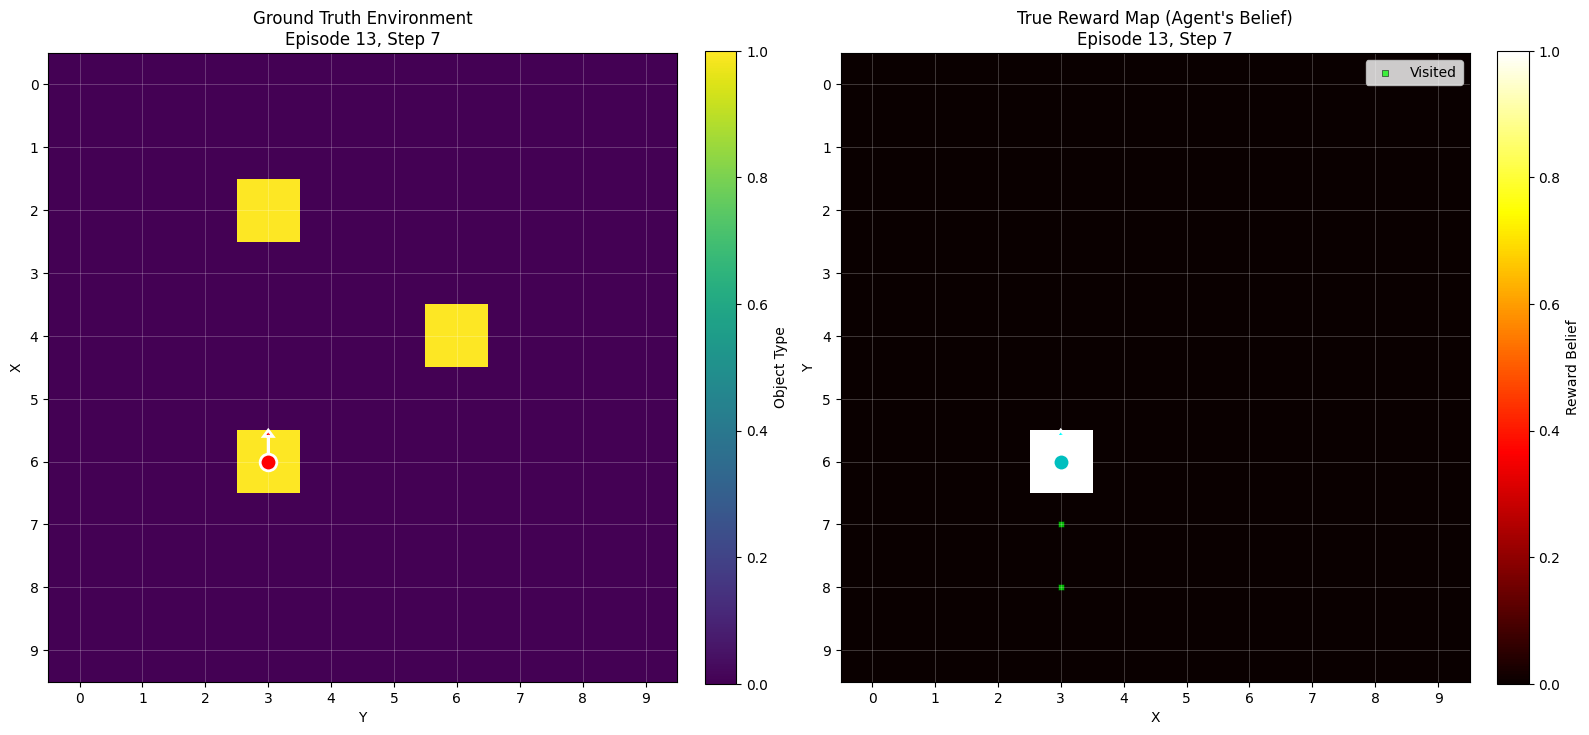 Ground Truth Environment
Episode 13, Step 7
0
1
2
3
4
5
6
7
8
9
X
0 1 2 3 4 5 6 7 8 9
Y
1.0
0.8
0.6
0.4
0.2
0.0
Object Type
True Reward Map (Agent's Belief)
Episode 13, Step 7
Visited
0
1
2
3
4
5
6
7
8
9
Y
0 1 2 3 4 5 6 7 8 9
X
1.0
0.8
0.6
0.4
0.2
0.0
Reward Belief